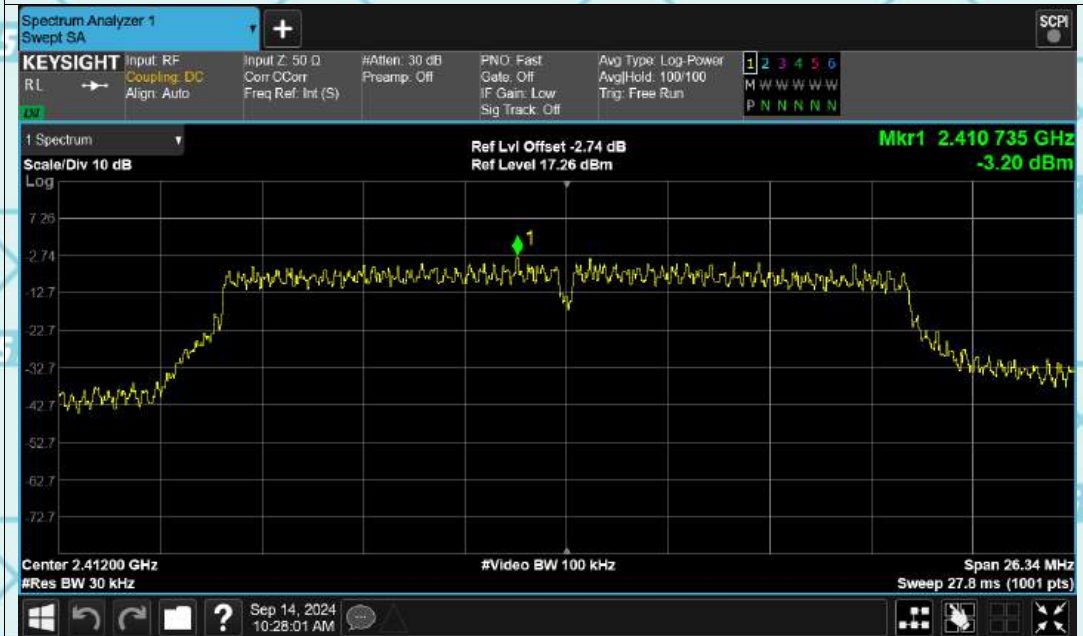 Spectrum Analyzer 1
Swept SA
+
SCPI
KEYSIGHT
RL
LXI
Input: RF
Coupling: DC
Align: Auto
Input Z: 50 Ω
Corr CCorr
Freq Ref: Int (S)
#Atten: 30 dB
Preamp: Off
PNO: Fast
Gate: Off
IF Gain: Low
Sig Track: Off
Avg Type: Log-Power
Avg|Hold: 100/100
Trig: Free Run
1 2 3 4 5 6
M W W W W W
P N N N N N
1 Spectrum
Scale/Div 10 dB
Log
Ref Lvl Offset -2.74 dB
Ref Level 17.26 dBm
Mkr1 2.410 735 GHz
-3.20 dBm
1
7.26
-2.74
-12.7
-22.7
-32.7
-42.7
-52.7
-62.7
-72.7
Center 2.41200 GHz
#Res BW 30 kHz
#Video BW 100 kHz
Span 26.34 MHz
Sweep 27.8 ms (1001 pts)
?
Sep 14, 2024
10:28:01 AM